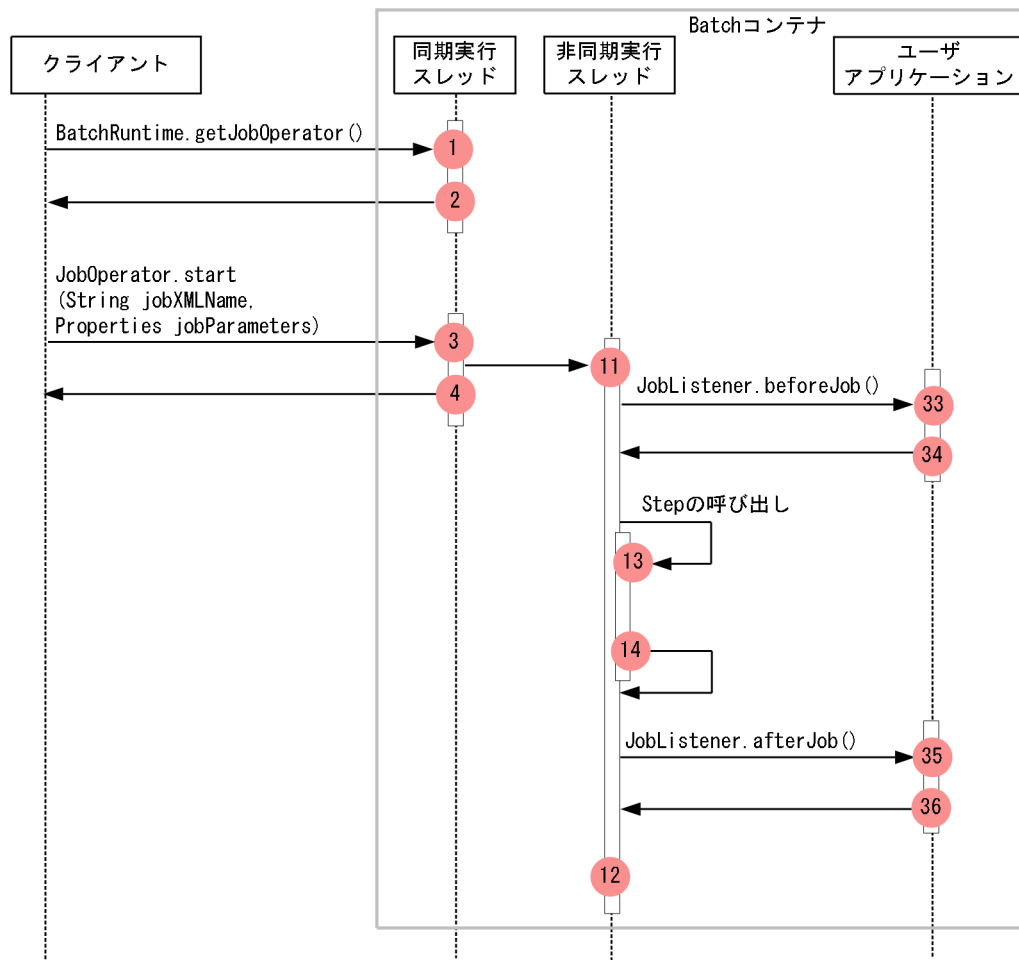 Batchコンテナ
クライアント
同期実行
スレッド
非同期実行
スレッド
ユーザ
アプリケーション
BatchRuntime.getJobOperator()
1
2
JobOperator.start
(String jobXMLName,
Properties jobParameters)
3
11
4
JobListener.beforeJob()
33
34
Stepの呼び出し
13
14
JobListener.afterJob()
35
36
12